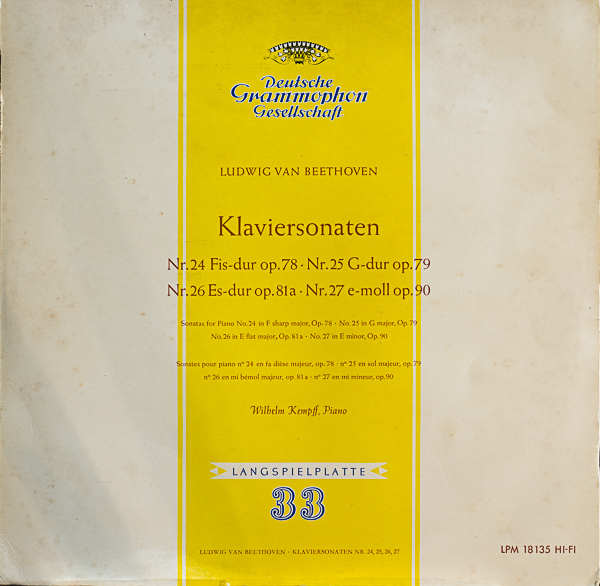 Deutsche
Grammophon
Gesellschaft
LUDWIG VAN BEETHOVEN
Klaviersonaten
Nr.24 Fis-dur op.78 · Nr.25 G-dur op.79
Nr.26 Es-dur op.81a · Nr.27 e-moll op.90
Sonatas for Piano No.24 in F sharp major, Op.78 · No.25 in G major, Op.79
No.26 in E flat major, Op.81a · No.27 in E minor, Op.90
Sonates pour piano nº 24 en fa dièse majeur, op.78 · nº 25 en sol majeur, op.79
nº 26 en mi bémol majeur, op.81a · nº 27 en mi mineur, op.90
Wilhelm Kempff, Piano
LANGSPIELPLATTE
33
LUDWIG VAN BEETHOVEN · KLAVIERSONATEN NR. 24, 25, 26, 27
LPM 18135 HI-FI